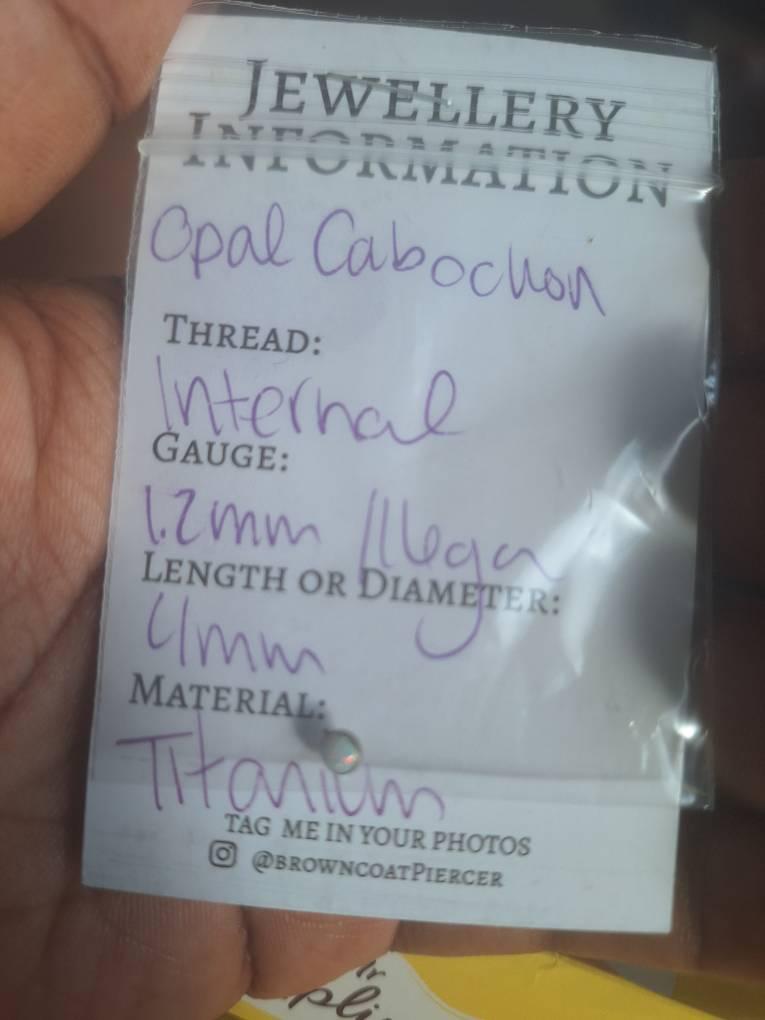 JEWELLERY
INFORMATION
Opal Cabochon
THREAD:
Internal
GAUGE:
1.2mm / 16ga
LENGTH OR DIAMETER:
4mm
MATERIAL:
Titanium
TAG ME IN YOUR PHOTOS
@BROWNCOATPIERCER